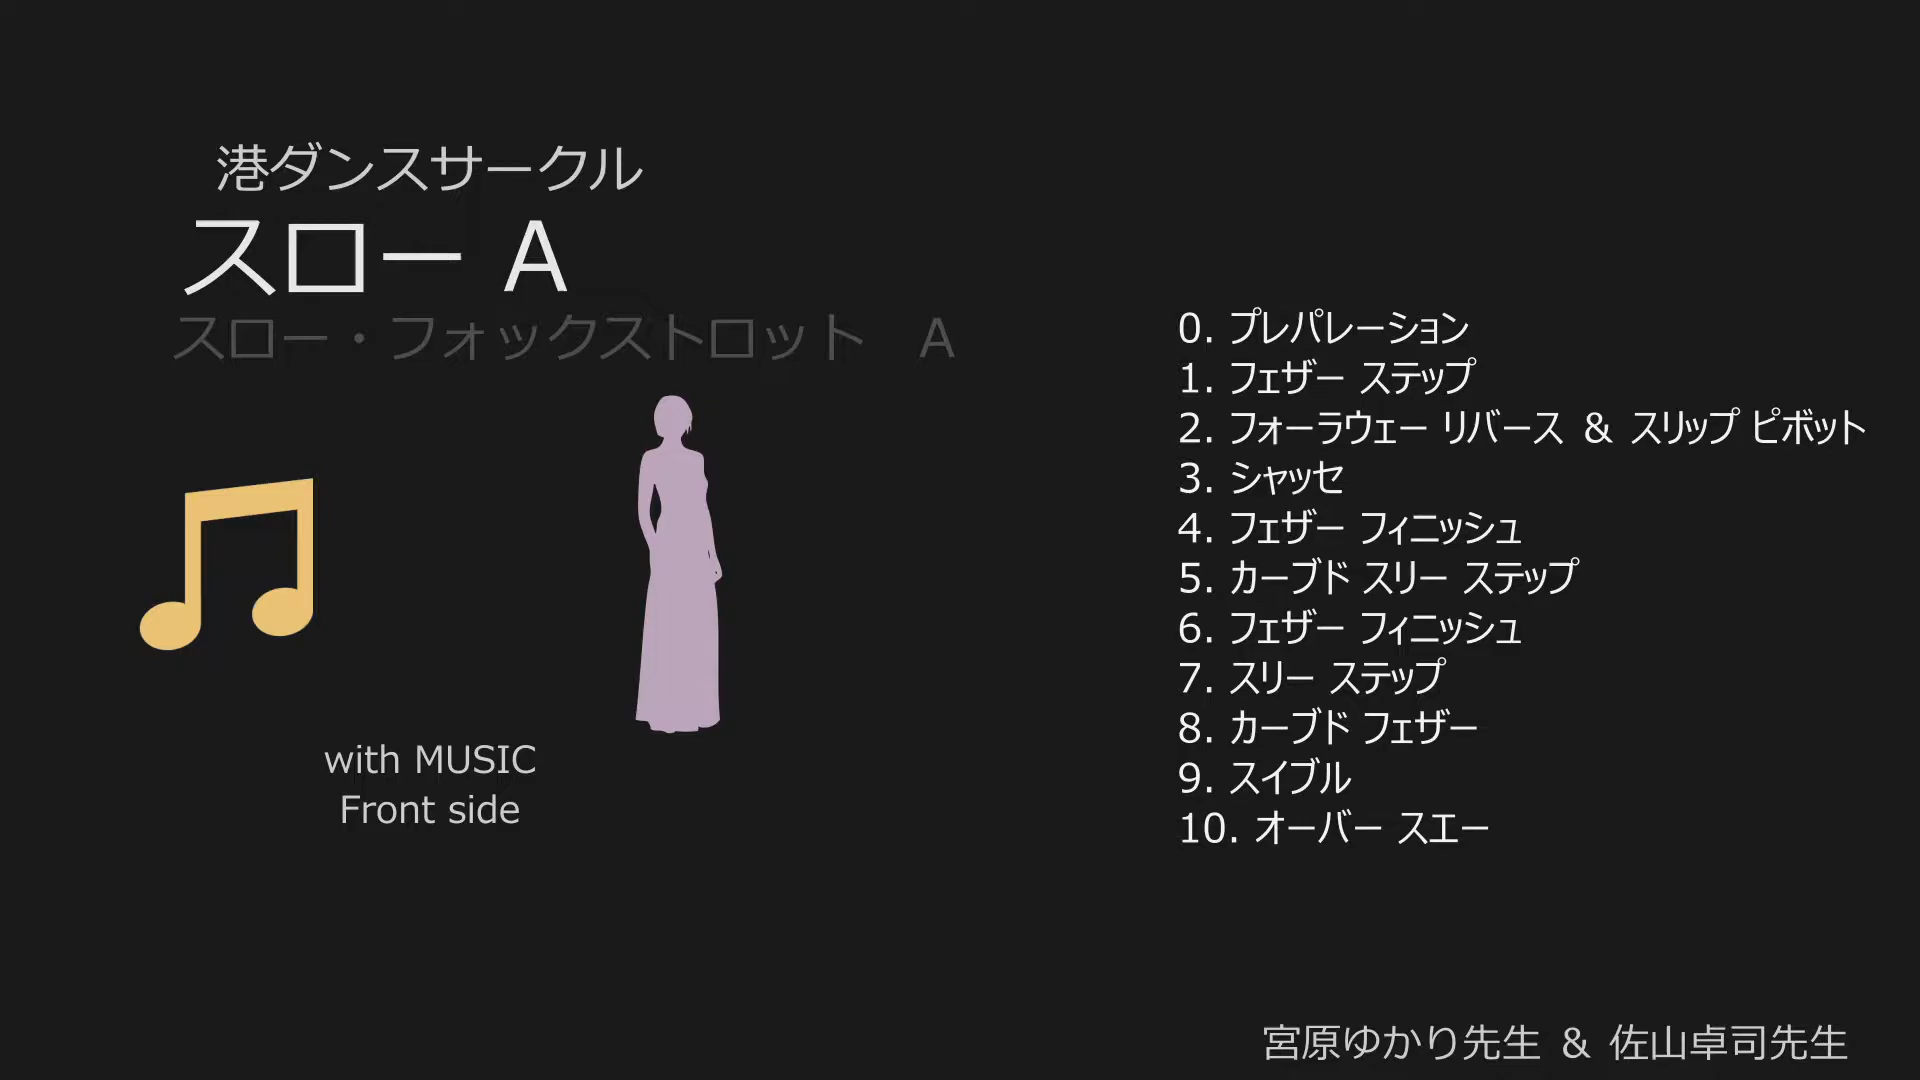 港ダンスサークル
スロー A
スロー・フォックストロット　A
with MUSIC
Front side
0. プレパレーション
1. フェザー ステップ
2. フォーラウェー リバース ＆ スリップ ピボット
3. シャッセ
4. フェザー フィニッシュ
5. カーブド スリー ステップ
6. フェザー フィニッシュ
7. スリー ステップ
8. カーブド フェザー
9. スイブル
10. オーバー スエー
宮原ゆかり先生 ＆ 佐山卓司先生